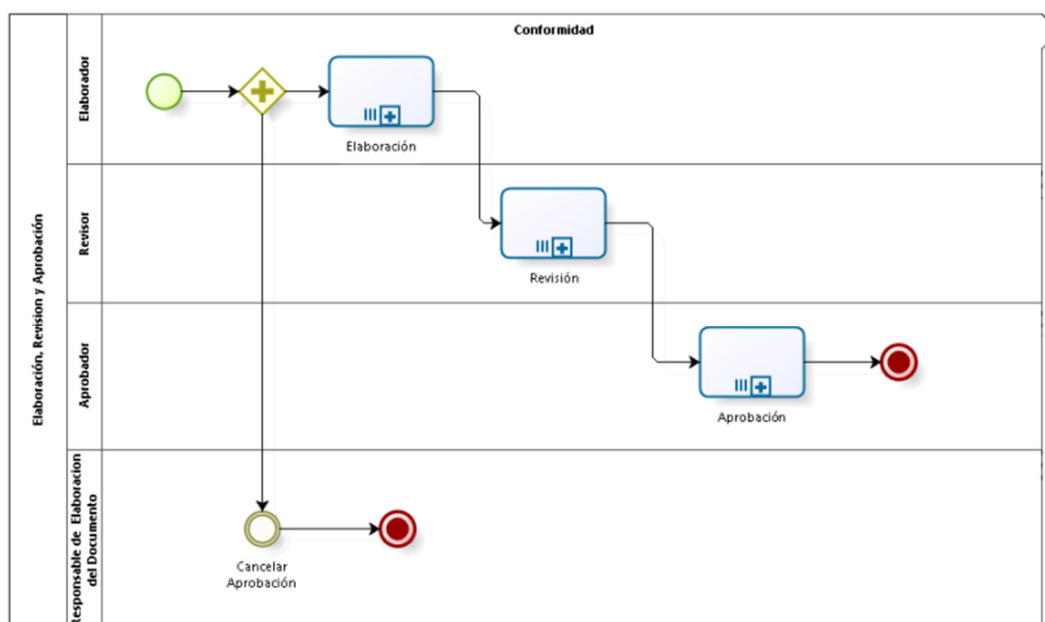 Conformidad
Elaboración, Revision y Aprobación
Elaborador
Elaboración
Revisor
Revisión
Aprobador
Aprobación
Responsable de Elaboracion
del Documento
Cancelar
Aprobación